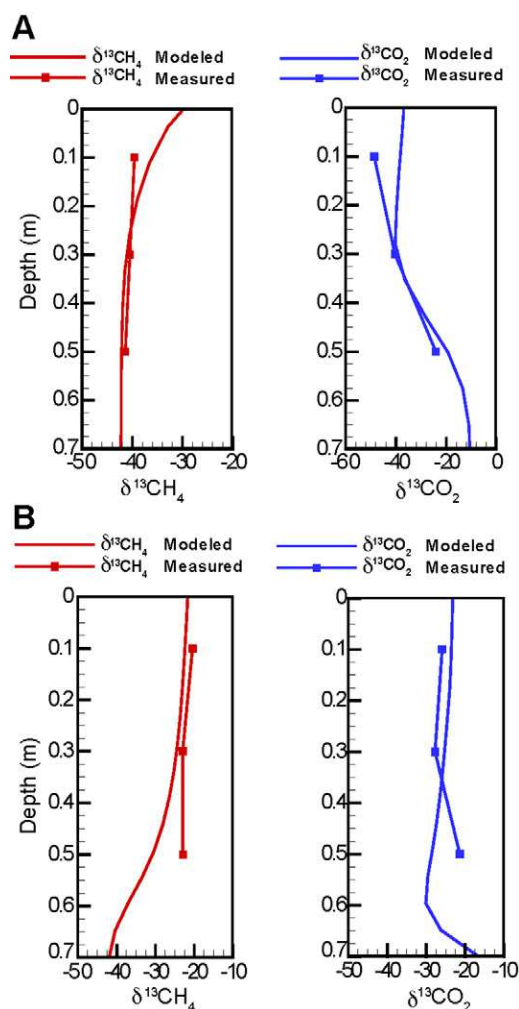 A
δ¹³CH₄ Modeled
δ¹³CH₄ Measured
δ¹³CO₂ Modeled
δ¹³CO₂ Measured
0
0.1
0.2
0.3
0.4
0.5
0.6
0.7
Depth (m)
-50 -40 -30 -20
δ¹³CH₄
0
0.1
0.2
0.3
0.4
0.5
0.6
0.7
-60 -40 -20 0
δ¹³CO₂
B
δ¹³CH₄ Modeled
δ¹³CH₄ Measured
δ¹³CO₂ Modeled
δ¹³CO₂ Measured
0
0.1
0.2
0.3
0.4
0.5
0.6
0.7
Depth (m)
-50 -40 -30 -20 -10
δ¹³CH₄
0
0.1
0.2
0.3
0.4
0.5
0.6
0.7
-50 -40 -30 -20 -10
δ¹³CO₂